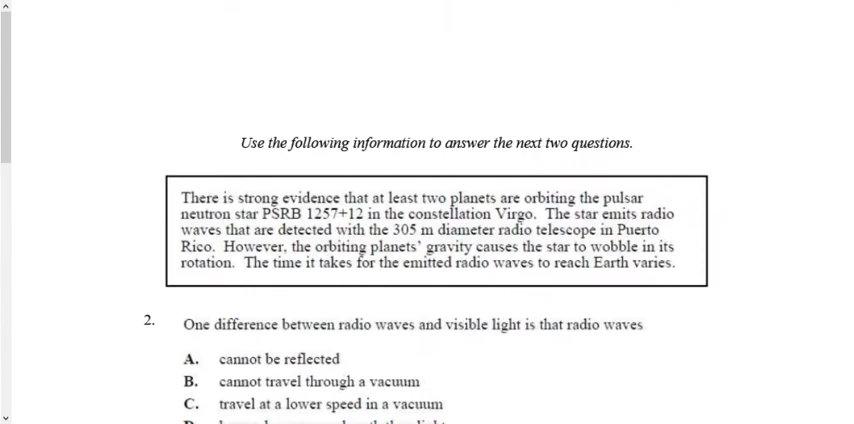 Use the following information to answer the next two questions.
There is strong evidence that at least two planets are orbiting the pulsar
neutron star PSRB 1257+12 in the constellation Virgo. The star emits radio
waves that are detected with the 305 m diameter radio telescope in Puerto
Rico. However, the orbiting planets' gravity causes the star to wobble in its
rotation. The time it takes for the emitted radio waves to reach Earth varies.
2. One difference between radio waves and visible light is that radio waves
A. cannot be reflected
B. cannot travel through a vacuum
C. travel at a lower speed in a vacuum